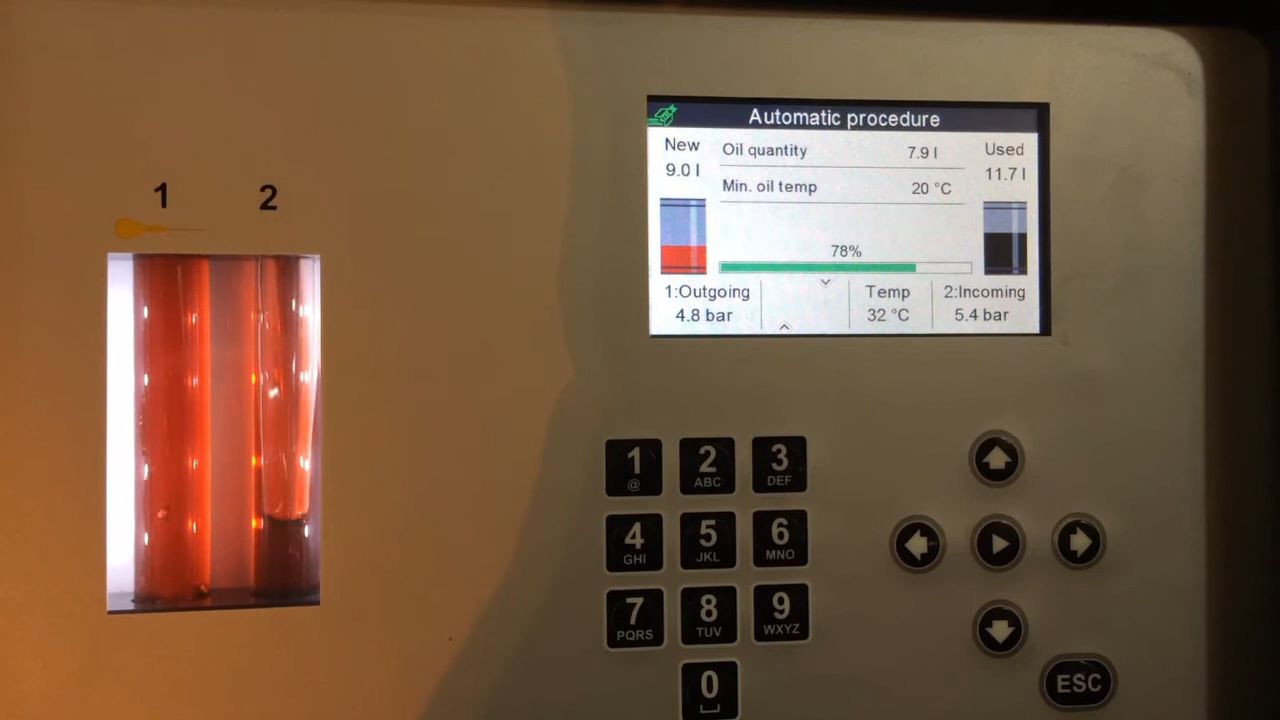 1
2
Automatic procedure
New
9.0 l
Oil quantity 7.9 l
Min. oil temp 20 °C
Used
11.7 l
78%
1:Outgoing
4.8 bar
Temp
32 °C
2:Incoming
5.4 bar
1 2 3
@ ABC DEF
4 5 6
GHI JKL MNO
7 8 9
PQRS TUV WXYZ
0
ESC